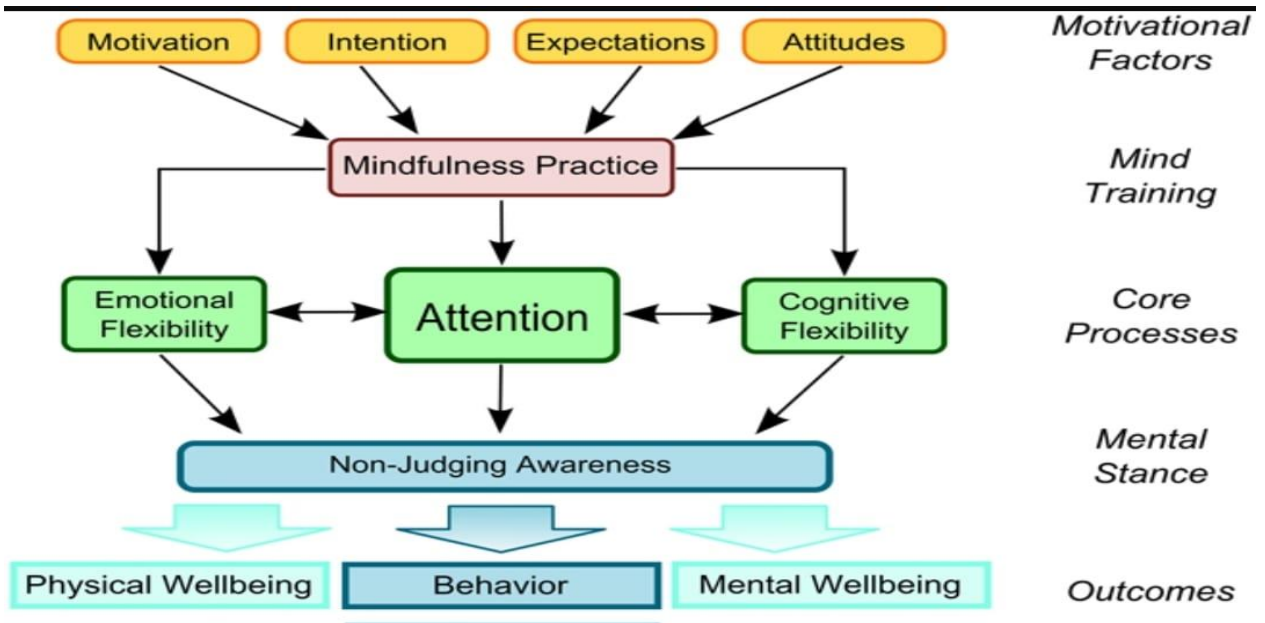 Motivation Intention Expectations Attitudes
Motivational
Factors
Mindfulness Practice
Mind
Training
Emotional
Flexibility
Attention
Cognitive
Flexibility
Core
Processes
Non-Judging Awareness
Mental
Stance
Physical Wellbeing
Behavior
Mental Wellbeing
Outcomes